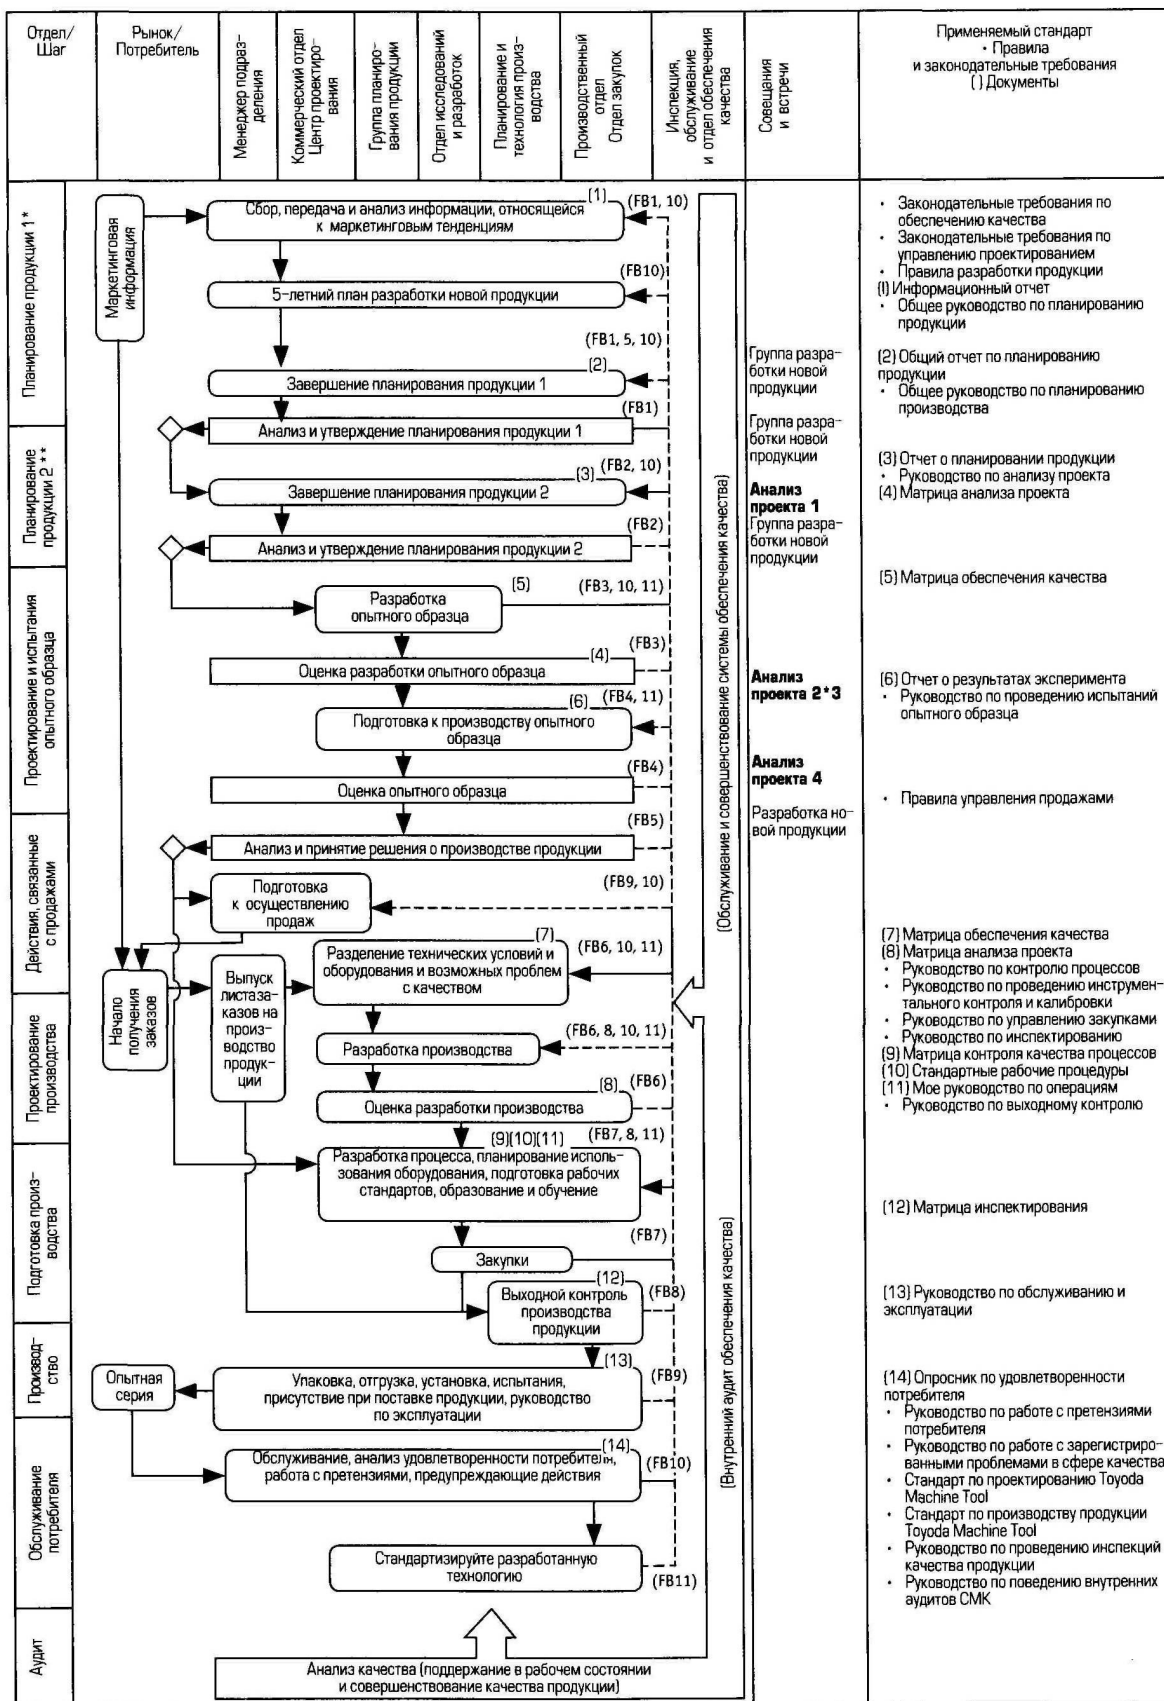 Отдел/
Шаг
Рынок/
Потребитель
Менеджер подраз-
деления
Коммерческий отдел
Центр проектиро-
вания
Группа плани-
рования продукции
Отдел исследований
и разработок
Планирование и
технология произ-
водства
Производственный
отдел
Отдел закупок
Инспекция,
обслуживание
и отдел обеспечения
качества
Совещания
и встречи
Применяемый стандарт
• Правила
и законодательные требования
( ) Документы
Планирование продукции 1*
Маркетинговая
информация
(1)
(FB1, 10)
Сбор, передача и анализ информации, относящейся
к маркетинговым тенденциям
(FB10)
5-летний план разработки новой продукции
(FB1, 5, 10)
(2)
Завершение планирования продукции 1
(FB1)
Анализ и утверждение планирования продукции 1
Группа разра-
ботки новой
продукции
Группа разра-
ботки новой
продукции
• Законодательные требования по
обеспечению качества
• Законодательные требования по
управлению проектированием
• Правила разработки продукции
(I) Информационный отчет
• Общее руководство по планированию
продукции
(2) Общий отчет по планированию
продукции
• Общее руководство по планированию
производства
Планирование
продукции 2**
(3)
(FB2, 10)
Завершение планирования продукции 2
(FB2)
Анализ и утверждение планирования продукции 2
Анализ
проекта 1
Группа разра-
ботки новой
продукции
(3) Отчет о планировании продукции
• Руководство по анализу проекта
(4) Матрица анализа проекта
Проектирование и испытания
опытного образца
(5)
(FB3, 10, 11)
Разработка
опытного образца
(FB3)
(4)
Оценка разработки опытного образца
(FB4, 11)
(6)
Подготовка к производству опытного
образца
(FB4)
Оценка опытного образца
(FB5)
Анализ и принятие решения о производстве продукции
Анализ
проекта 2*3
Анализ
проекта 4
Разработка но-
вой продукции
(5) Матрица обеспечения качества
(6) Отчет о результатах эксперимента
• Руководство по проведению испытаний
опытного образца
• Правила управления продажами
Действия, связанные
с продажами
(FB9, 10)
Подготовка
к осуществлению
продаж
Начало
получения
заказов
Выпуск
листаза-
казов на
произ-
водство
продук-
ции
(7)
(FB6, 10, 11)
Разделение технических условий и
оборудования и возможных проблем
с качеством
Проектирование
производства
(FB6, 8, 10, 11)
Разработка производства
(8)
(FB6)
Оценка разработки производства
(7) Матрица обеспечения качества
(8) Матрица анализа проекта
• Руководство по контролю процессов
• Руководство по проведению инструмен-
тального контроля и калибровки
• Руководство по управлению закупками
• Руководство по инспектированию
(9) Матрица контроля качества процессов
(10) Стандартные рабочие процедуры
(11) Мое руководство по операциям
• Руководство по выходному контролю
Подготовка произ-
водства
(9)(10)(11)
(FB7, 8, 11)
Разработка процесса, планирование исполь-
зования оборудования, подготовка рабочих
стандартов, образование и обучение
(FB7)
Закупки
(12)
Выходной контроль
производства
продукции
(FB8)
(12) Матрица инспектирования
(13) Руководство по обслуживанию и
эксплуатации
Производ-
ство
Опытная
серия
(13)
(FB9)
Упаковка, отгрузка, установка, испытания,
присутствие при поставке продукции, руководство
по эксплуатации
Обслуживание
потребителя
(14)
(FB10)
Обслуживание, анализ удовлетворенности потребителя,
работа с претензиями, предупреждающие действия
Стандартизируйте разработанную
технологию
(FB11)
(14) Опросник по удовлетворенности
потребителя
• Руководство по работе с претензиями
потребителя
• Руководство по работе с зарегистриро-
ванными проблемами в сфере качества
• Стандарт по проектированию Toyoda
Machine Tool
• Стандарт по производству продукции
Toyoda Machine Tool
• Руководство по проведению инспекций
качества продукции
• Руководство по поведению внутренних
аудитов СМК
Аудит
Анализ качества (поддержание в рабочем состоянии
и совершенствование качества продукции)
(Обслуживание и совершенствование системы обеспечения качества)
(Внутренний аудит обеспечения качества)